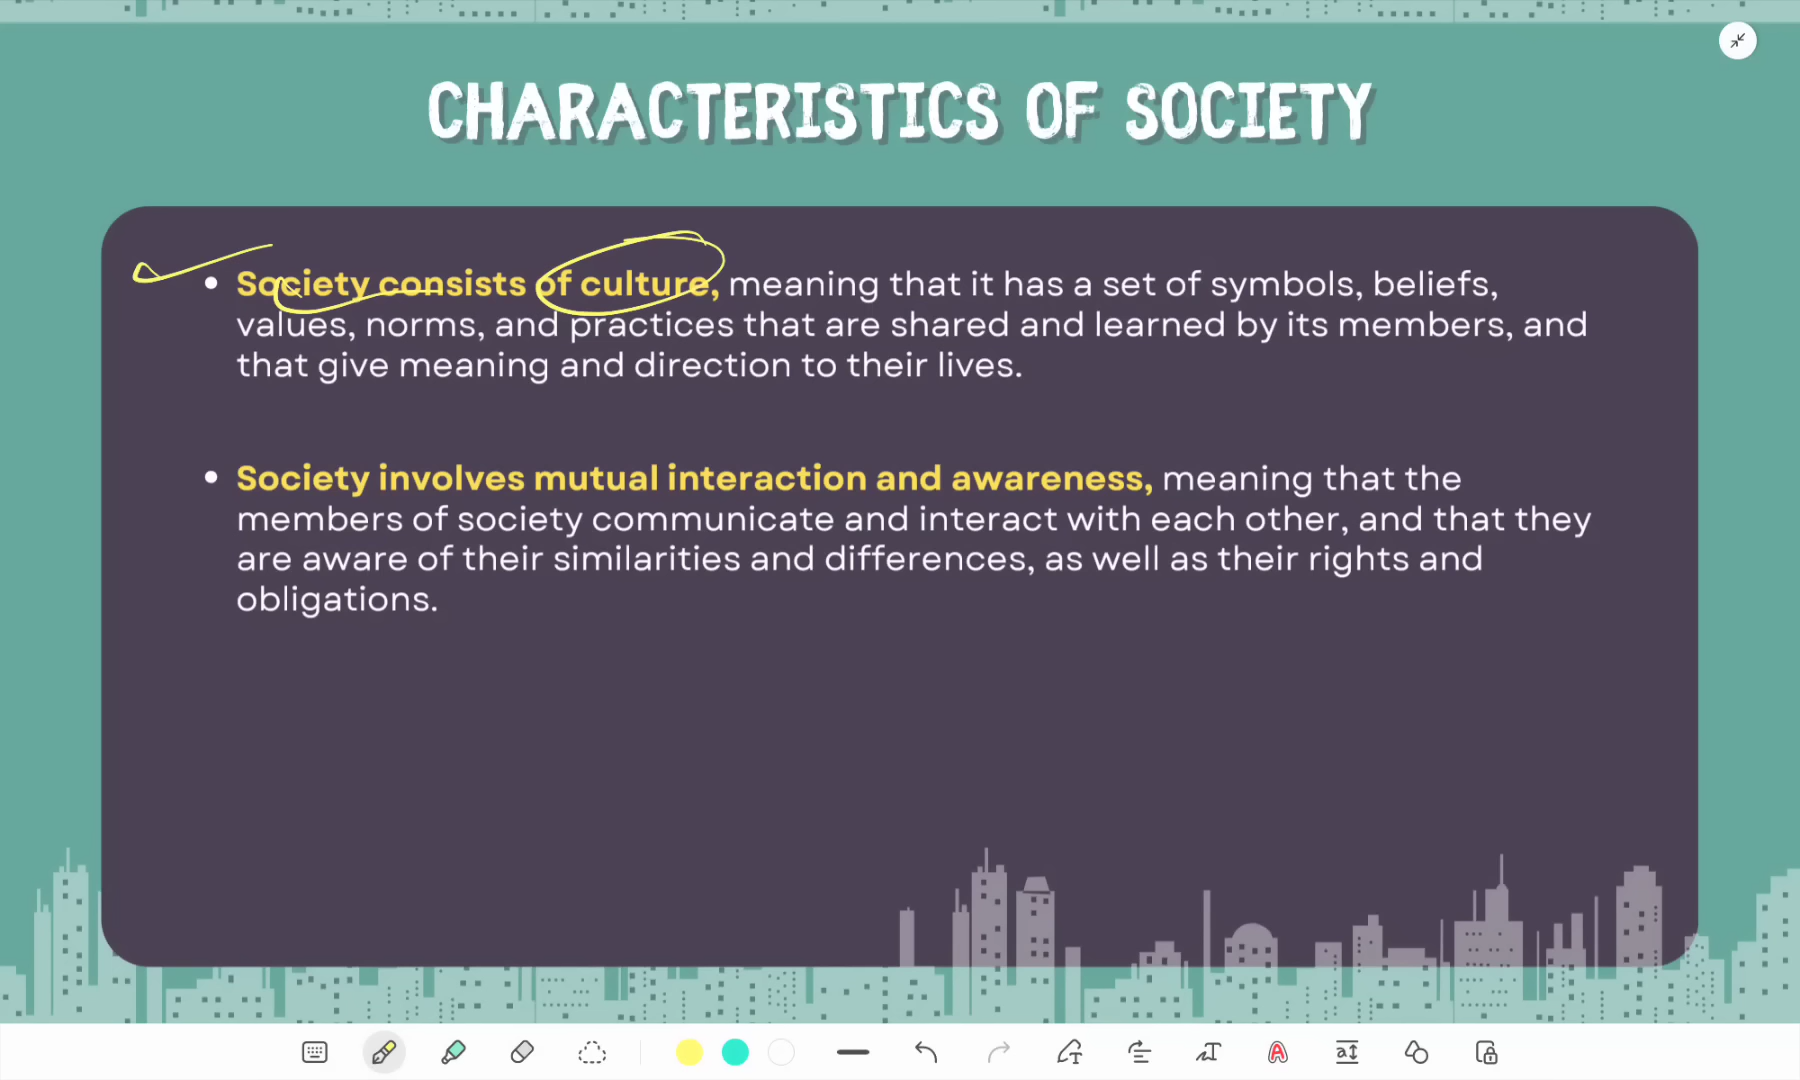 CHARACTERISTICS OF SOCIETY
• Society consists of culture, meaning that it has a set of symbols, beliefs,
values, norms, and practices that are shared and learned by its members, and
that give meaning and direction to their lives.
• Society involves mutual interaction and awareness, meaning that the
members of society communicate and interact with each other, and that they
are aware of their similarities and differences, as well as their rights and
obligations.